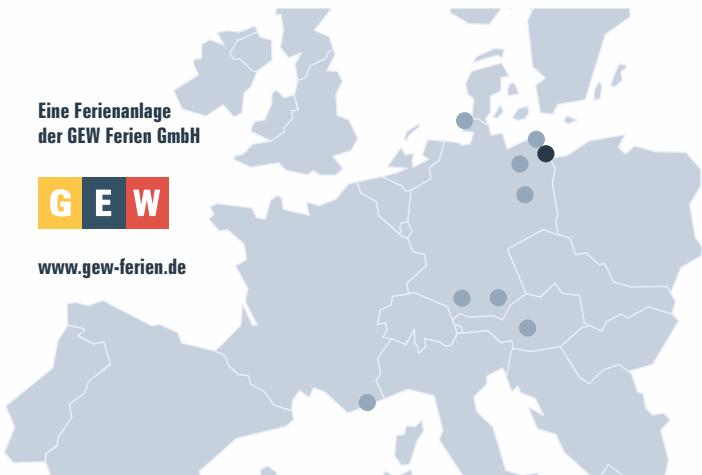 Eine Ferienanlage
der GEW Ferien GmbH
G E W
www.gew-ferien.de